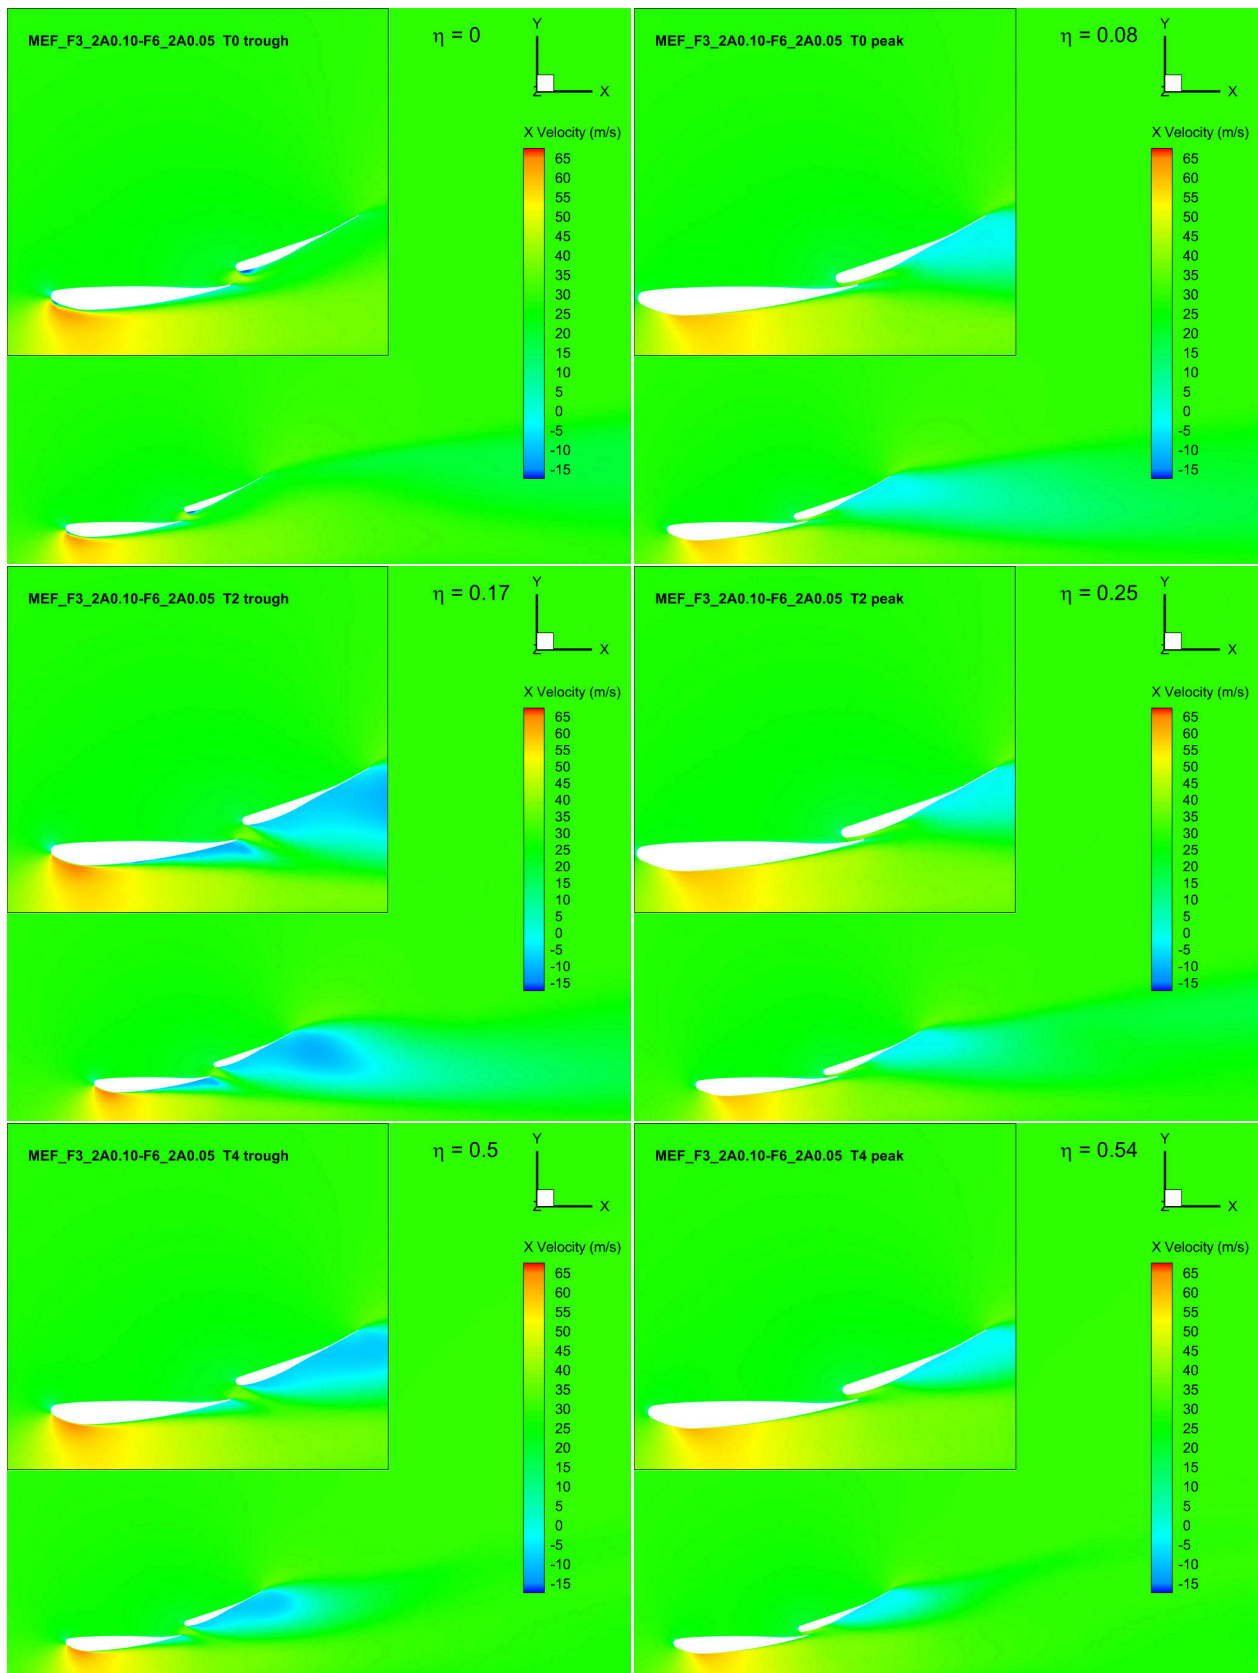 MEF_F3_2A0.10-F6_2A0.05 T0 trough
η = 0
Y
Z
X
X Velocity (m/s)
65
60
55
50
45
40
35
30
25
20
15
10
5
0
-5
-10
-15
MEF_F3_2A0.10-F6_2A0.05 T0 peak
η = 0.08
Y
Z
X
X Velocity (m/s)
65
60
55
50
45
40
35
30
25
20
15
10
5
0
-5
-10
-15
MEF_F3_2A0.10-F6_2A0.05 T2 trough
η = 0.17
Y
Z
X
X Velocity (m/s)
65
60
55
50
45
40
35
30
25
20
15
10
5
0
-5
-10
-15
MEF_F3_2A0.10-F6_2A0.05 T2 peak
η = 0.25
Y
Z
X
X Velocity (m/s)
65
60
55
50
45
40
35
30
25
20
15
10
5
0
-5
-10
-15
MEF_F3_2A0.10-F6_2A0.05 T4 trough
η = 0.5
Y
Z
X
X Velocity (m/s)
65
60
55
50
45
40
35
30
25
20
15
10
5
0
-5
-10
-15
MEF_F3_2A0.10-F6_2A0.05 T4 peak
η = 0.54
Y
Z
X
X Velocity (m/s)
65
60
55
50
45
40
35
30
25
20
15
10
5
0
-5
-10
-15